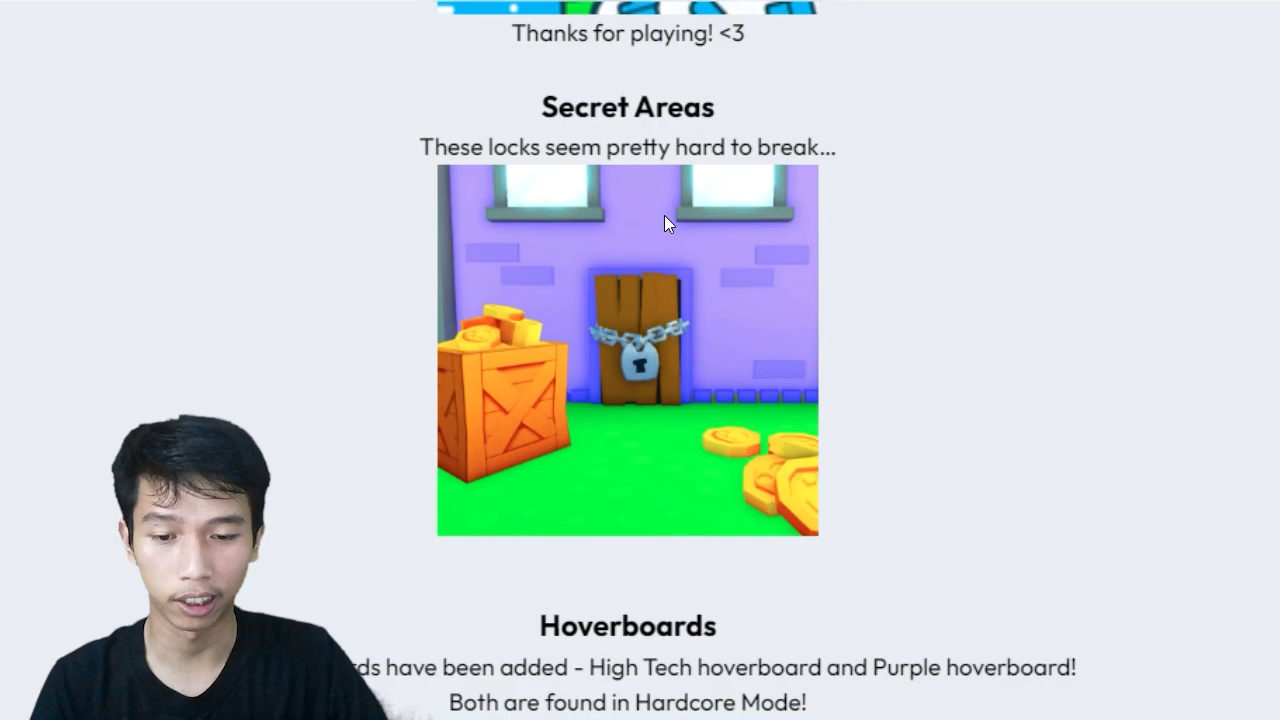 Thanks for playing! <3
Secret Areas
These locks seem pretty hard to break...
Hoverboards
have been added - High Tech hoverboard and Purple hoverboard!
Both are found in Hardcore Mode!